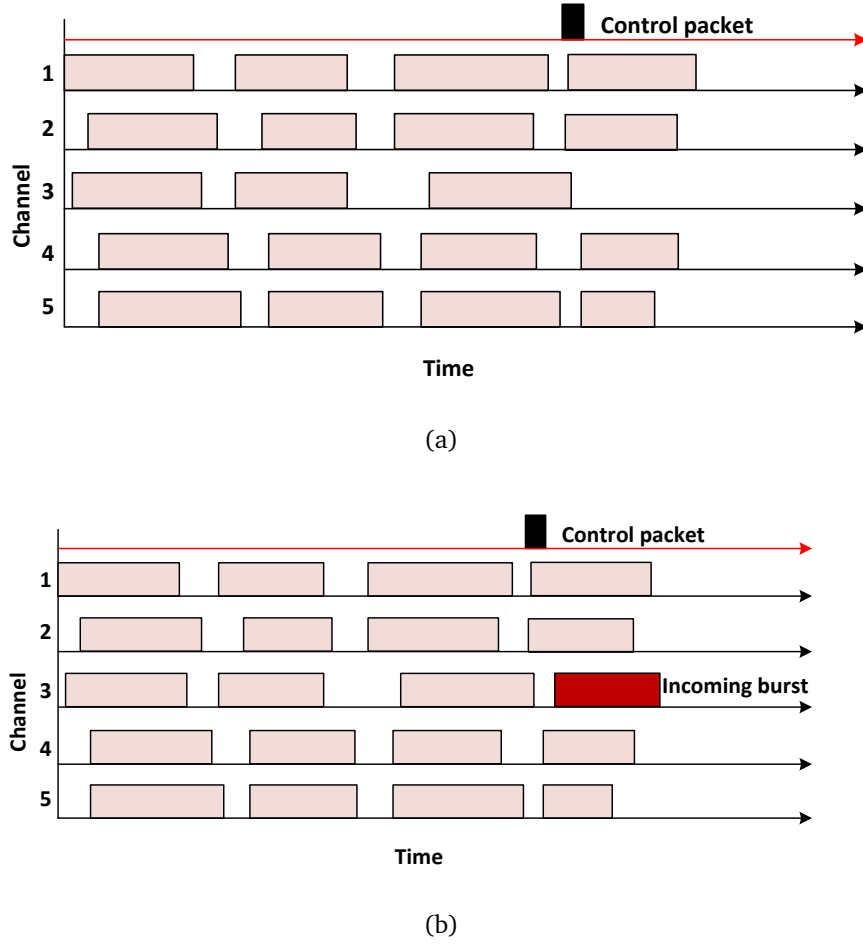 Control packet
1
2
3
4
5
Channel
Time
(a)
Control packet
1
2
3
Incoming burst
4
5
Channel
Time
(b)